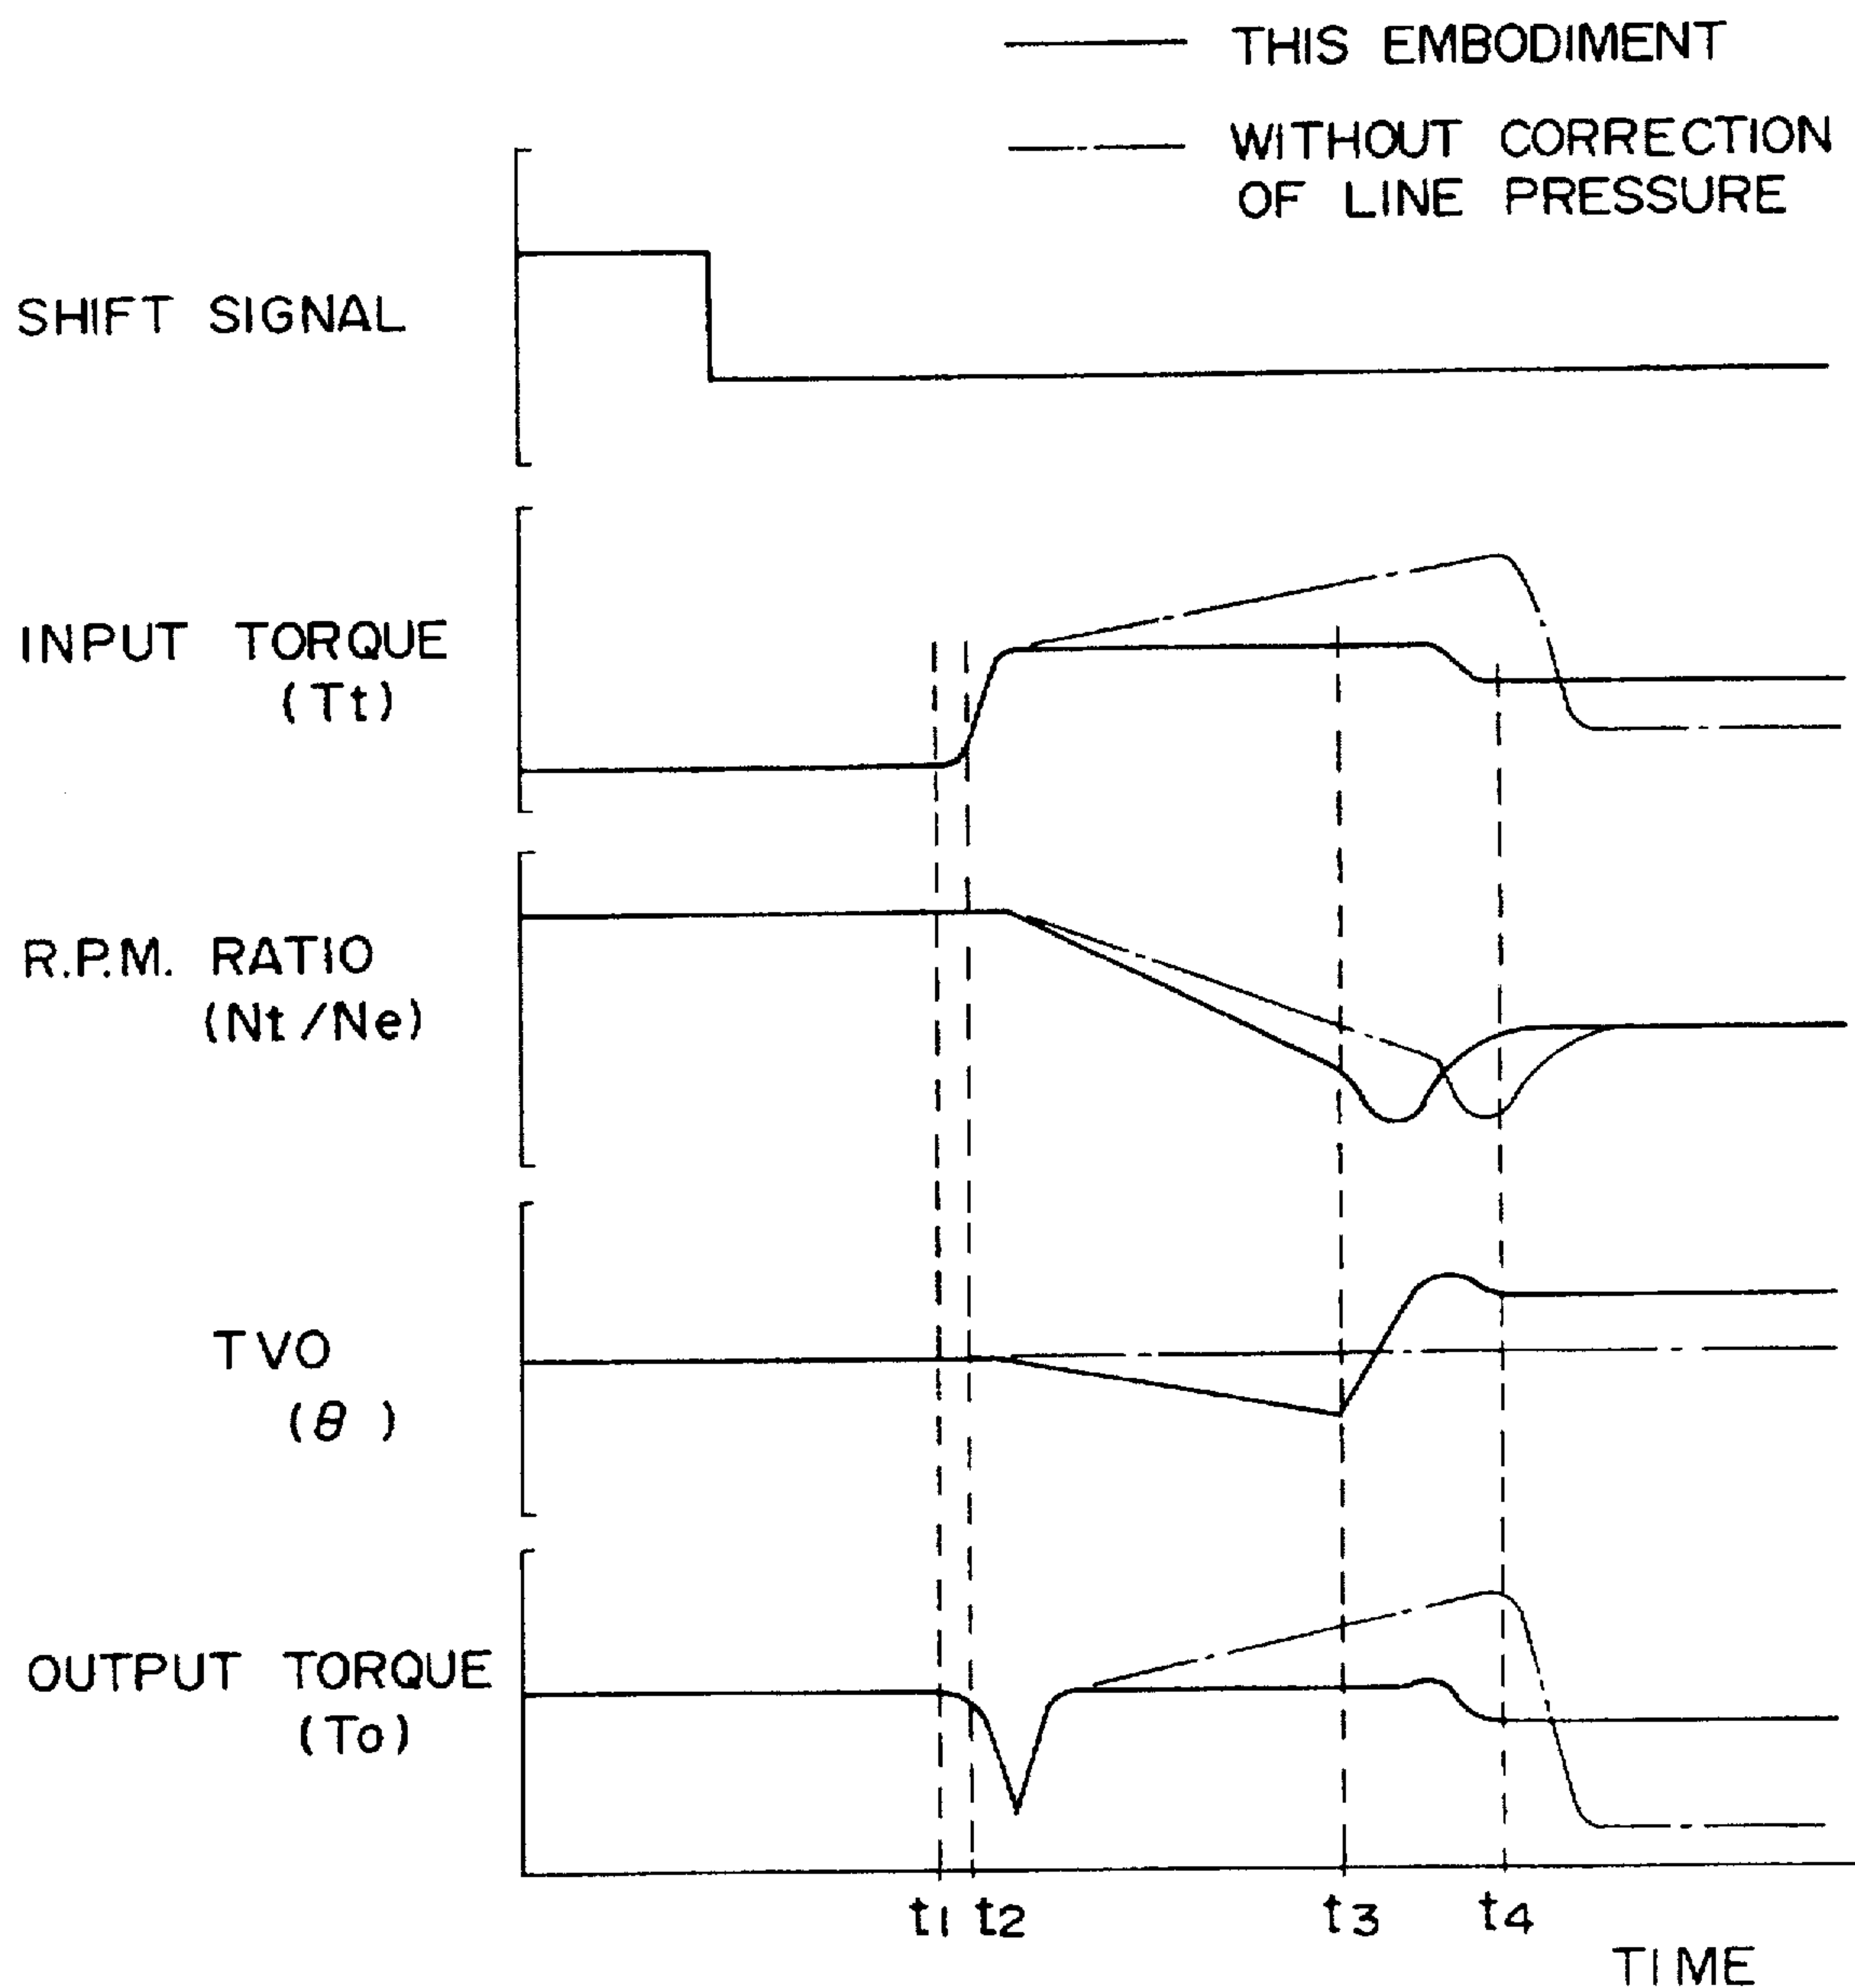 THIS EMBODIMENT
WITHOUT CORRECTION
OF LINE PRESSURE
SHIFT SIGNAL
INPUT TORQUE
(Tt)
R.P.M. RATIO
(Nt/Ne)
TVO
(θ)
OUTPUT TORQUE
(To)
t1 t2 t3 t4
TIME